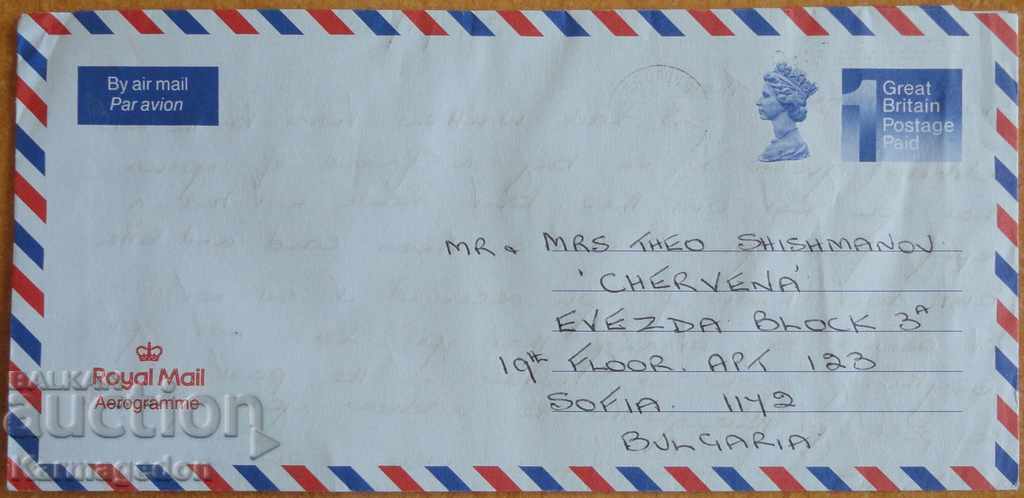 By air mail
Par avion
1 Great
Britain
Postage
Paid
MR & MRS THEO SHISHMANOV
'CHERVENA'
EVEZDA BLOCK 3A
19th FLOOR. APT 123
SOFIA. 1142
BULGARIA
Royal Mail
Aerogramme
BALKAN
auction
Karmagedon